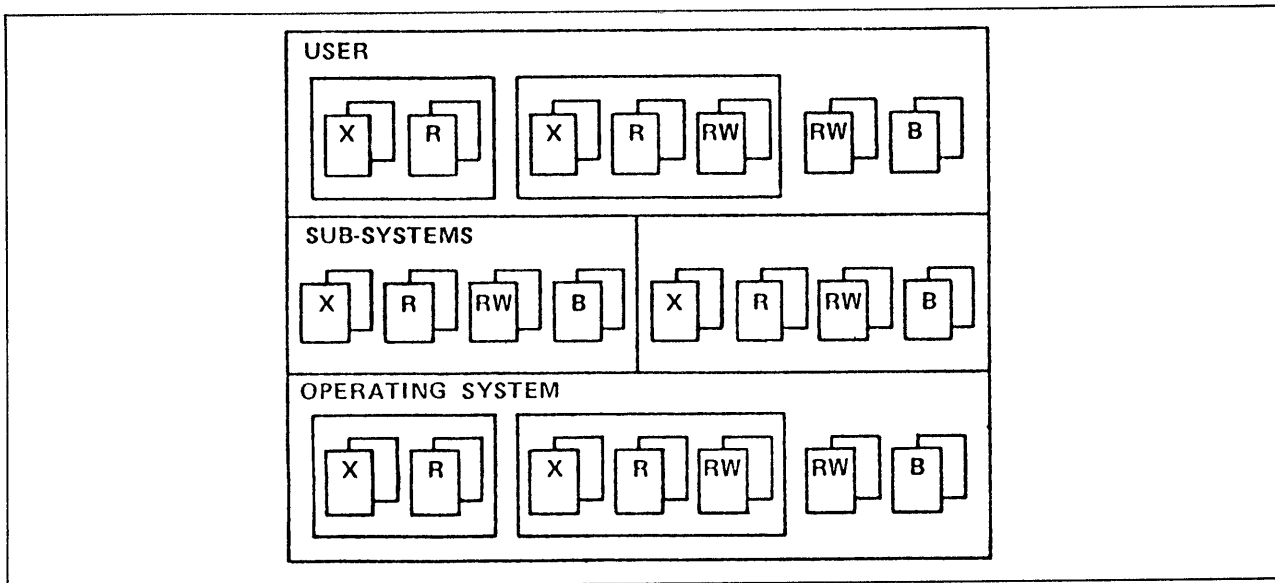 USER
X R X R RW RW B
SUB-SYSTEMS
X R RW B X R RW B
OPERATING SYSTEM
X R X R RW RW B